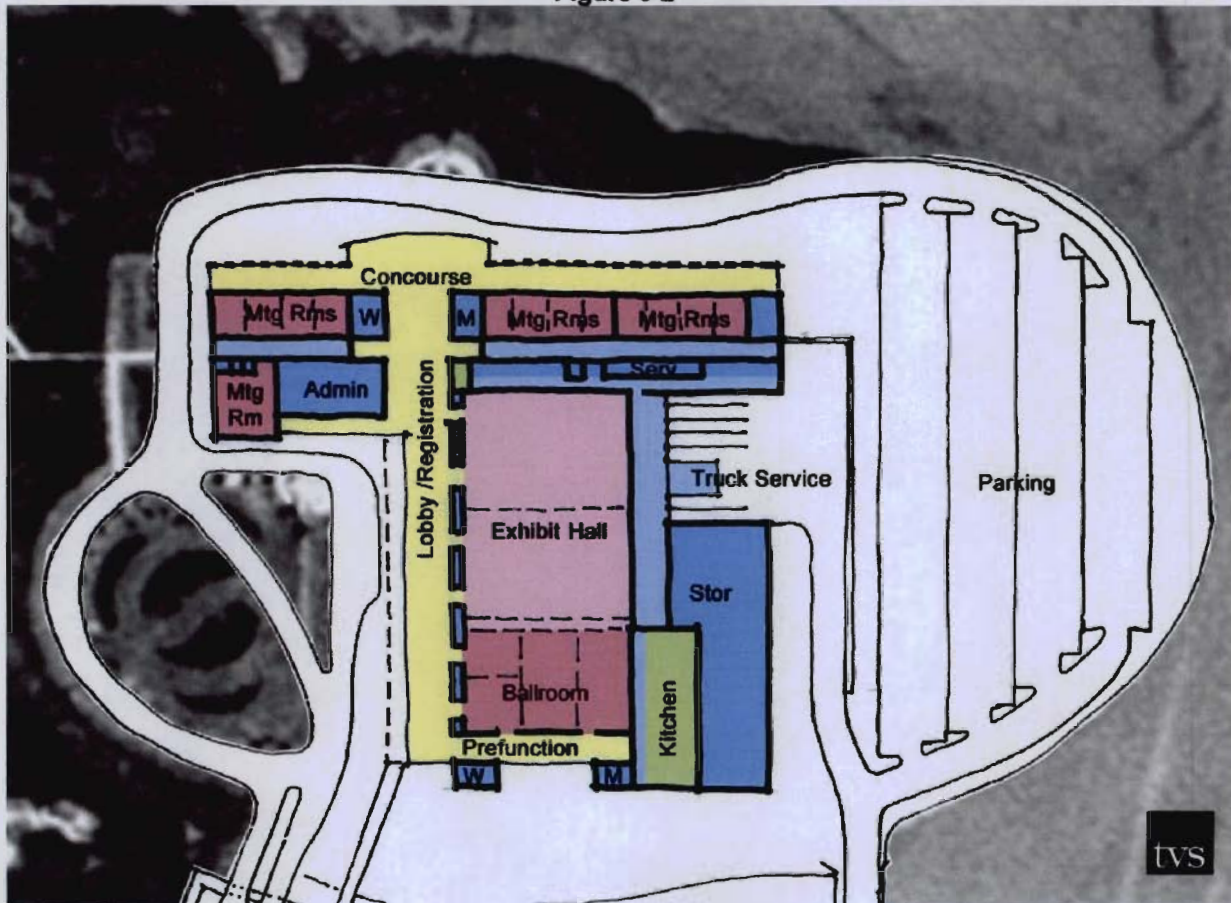 Concourse
Mtg Rms
W
M
Mtg Rms
Mtg Rms
Serv
Mtg
Rm
Admin
Lobby /Registration
Truck Service
Parking
Exhibit Hall
Stor
Ballroom
Kitchen
Prefunction
W
M
tvs